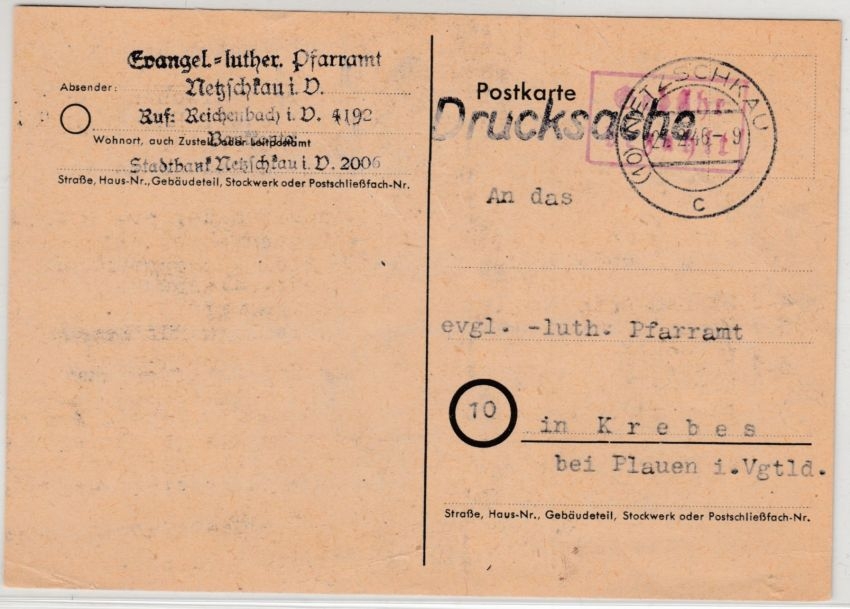 Evangel.=luther. Pfarramt
Absender:
Netzschkau i. V.
Ruf: Reichenbach i. V. 4192
Wohnort, auch Zustell- oder Leitpostamt
Stadtbank Netzschkau i. V. 2006
Straße, Haus-Nr., Gebäudeteil, Stockwerk oder Postschließfach-Nr.
Postkarte
Drucksache
(10) NETZSCHKAU
c
An das
evgl. -luth. Pfarramt
10
in Krebes
bei Plauen i.Vgtld.
Straße, Haus-Nr., Gebäudeteil, Stockwerk oder Postschließfach-Nr.